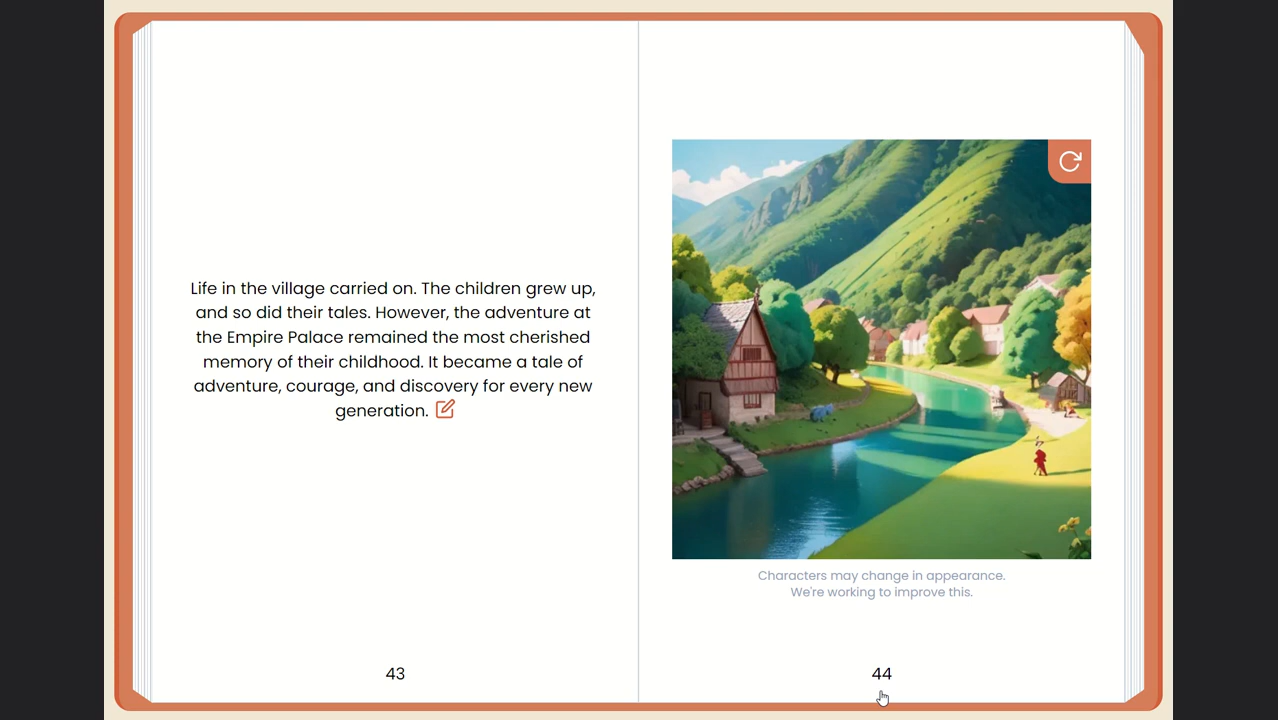 Life in the village carried on. The children grew up,
and so did their tales. However, the adventure at
the Empire Palace remained the most cherished
memory of their childhood. It became a tale of
adventure, courage, and discovery for every new
generation.
43
Characters may change in appearance.
We're working to improve this.
44